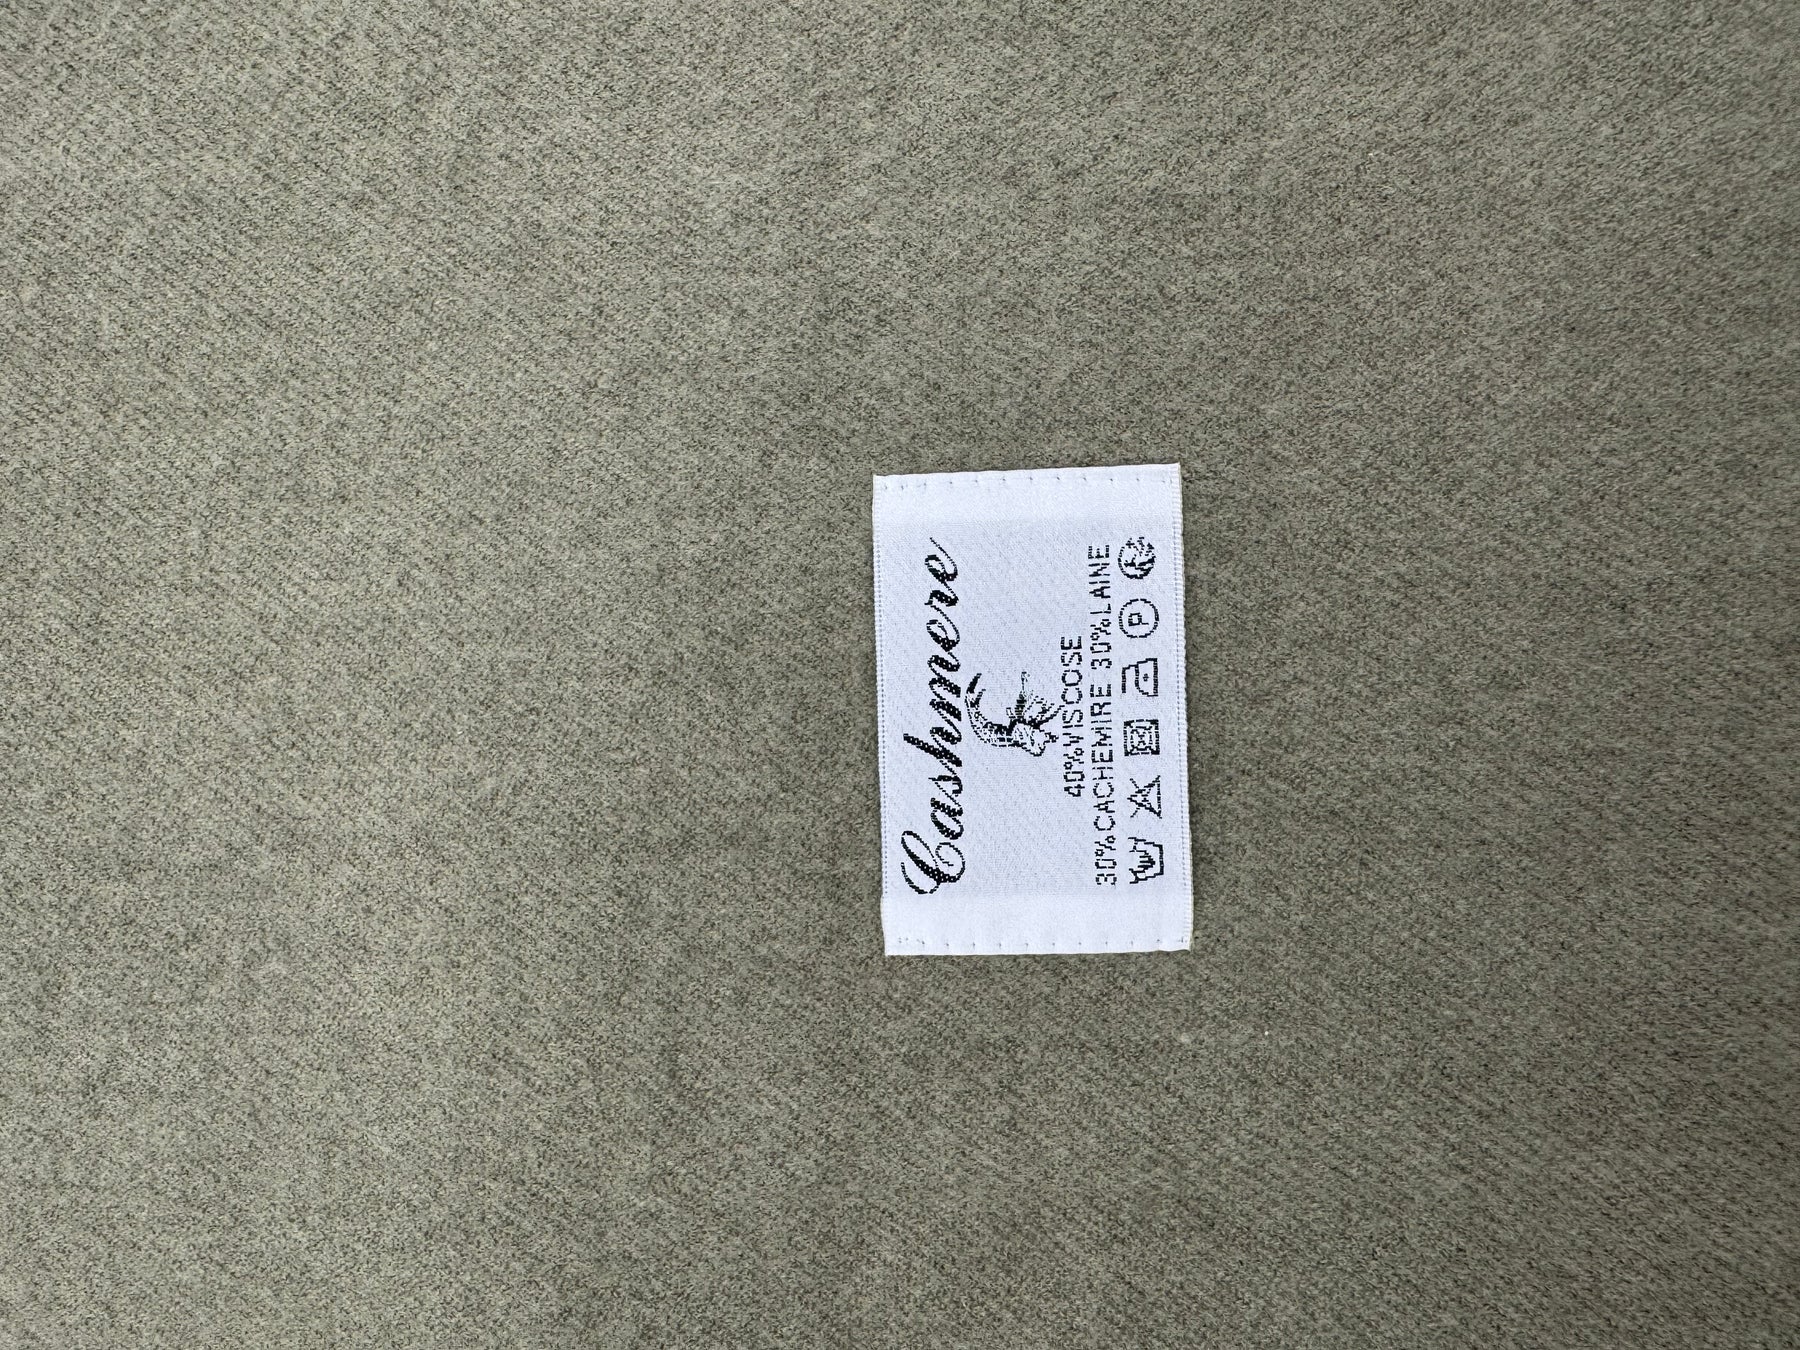 Cashmere
40%VISCOSE
30%CACHEMIRE 30%LAINE
P